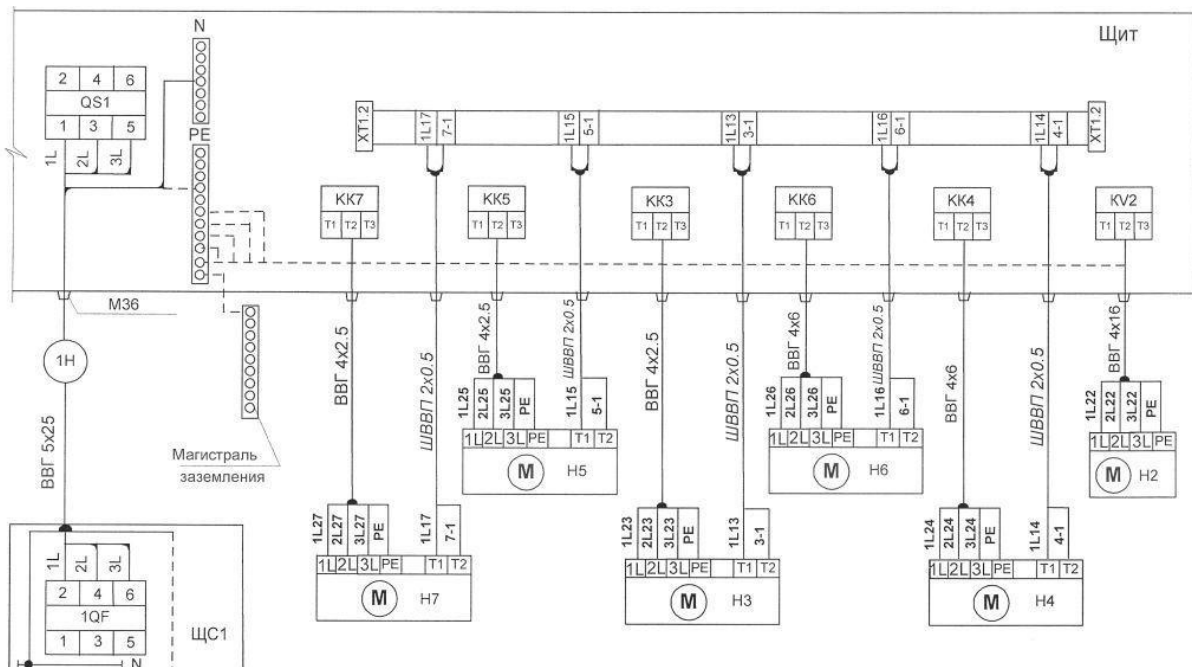 Щит
N
2 4 6
QS1
1 3 5
1L 2L 3L
PE
XT1.2 1L17 7-1 1L15 5-1 1L13 3-1 1L16 6-1 1L14 4-1 XT1.2
KK7
T1 T2 T3
KK5
T1 T2 T3
KK3
T1 T2 T3
KK6
T1 T2 T3
KK4
T1 T2 T3
KV2
T1 T2 T3
М36
1Н
ВВГ 5х25
Магистраль
заземления
ВВГ 4х2.5
ШВВП 2х0.5
ВВГ 4х2.5
ШВВП 2х0.5
ВВГ 4х2.5
ШВВП 2х0.5
ВВГ 4х6
ШВВП 2х0.5
ВВГ 4х6
ШВВП 2х0.5
ВВГ 4х16
1L25 2L25 3L25 PE 1L15 5-1
1L 2L 3L PE T1 T2
M H5
1L26 2L26 3L26 PE 1L16 6-1
1L 2L 3L PE T1 T2
M H6
1L22 2L22 3L22 PE
1L 2L 3L PE
M H2
1L27 2L27 3L27 PE 1L17 7-1
1L 2L 3L PE T1 T2
M H7
1L23 2L23 3L23 PE 1L13 3-1
1L 2L 3L PE T1 T2
M H3
1L24 2L24 3L24 PE 1L14 4-1
1L 2L 3L PE T1 T2
M H4
1L 2L 3L
2 4 6
1QF
1 3 5
ЩС1
N